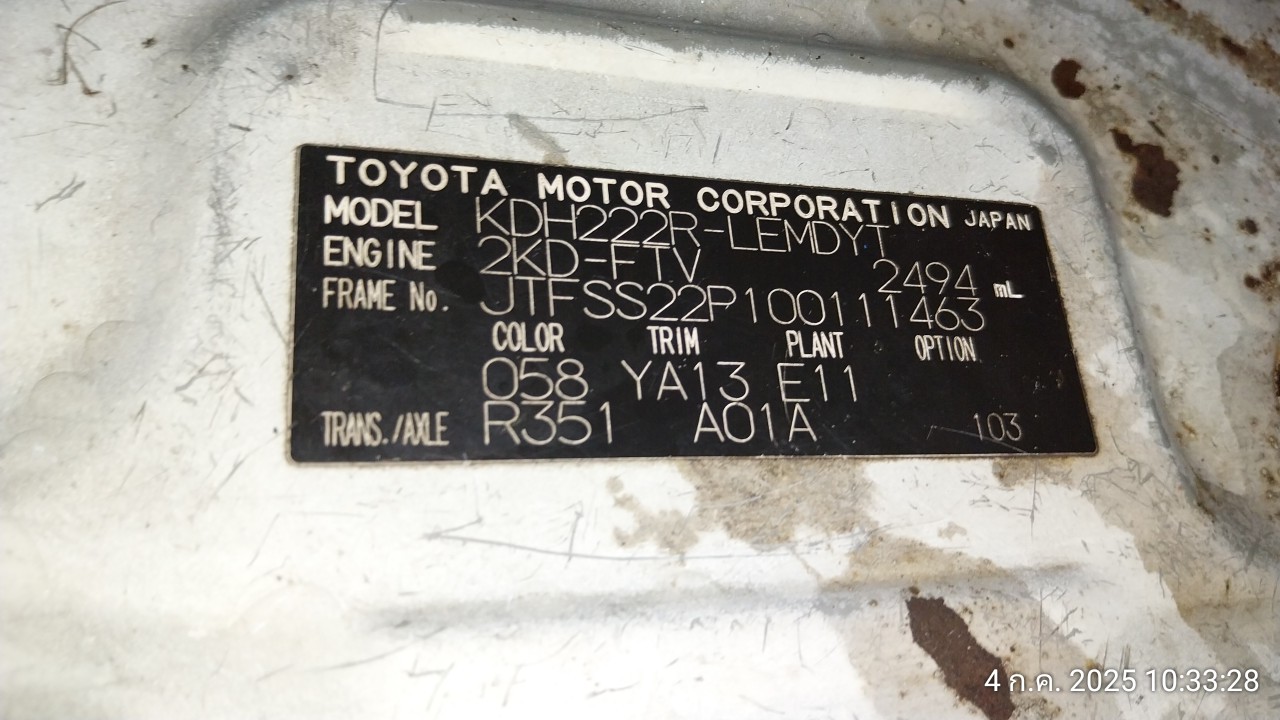 TOYOTA MOTOR CORPORATION JAPAN
MODEL KDH222R-LEMDYT
ENGINE 2KD-FTV 2494 mL
FRAME No. JTFSS22P100111463
COLOR TRIM PLANT OPTION
058 YA13 E11
TRANS./AXLE R351 A01A 103
4 ก.ค. 2025 10:33:28